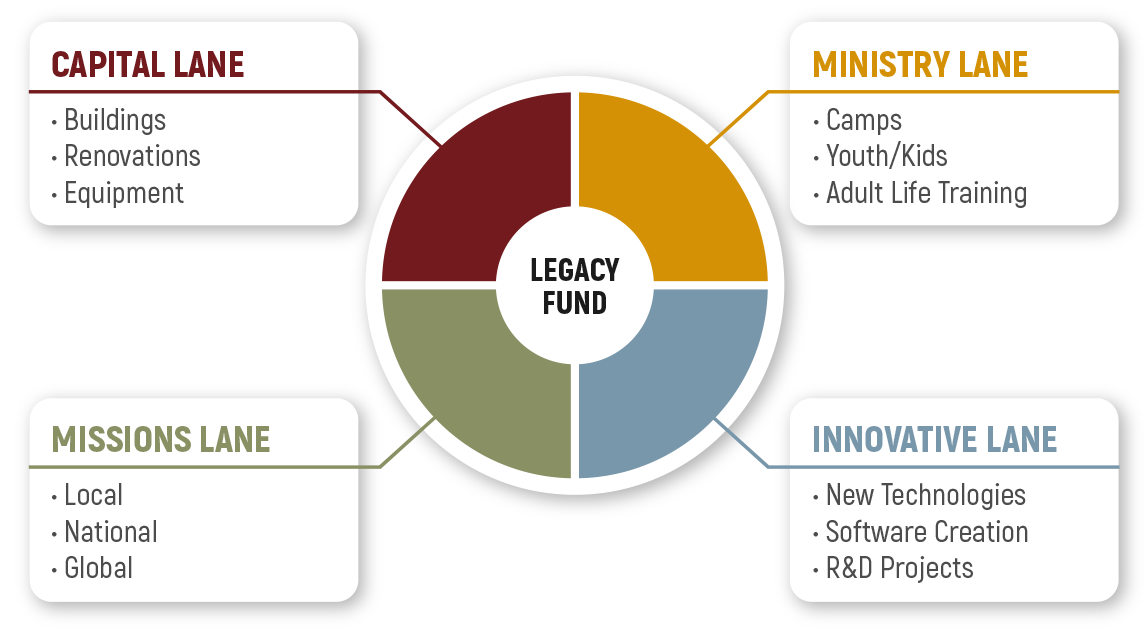 CAPITAL LANE
· Buildings
· Renovations
· Equipment
MINISTRY LANE
· Camps
· Youth/Kids
· Adult Life Training
LEGACY
FUND
MISSIONS LANE
· Local
· National
· Global
INNOVATIVE LANE
· New Technologies
· Software Creation
· R&D Projects